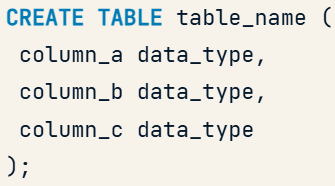 CREATE TABLE table_name (
 column_a data_type,
 column_b data_type,
 column_c data_type
);